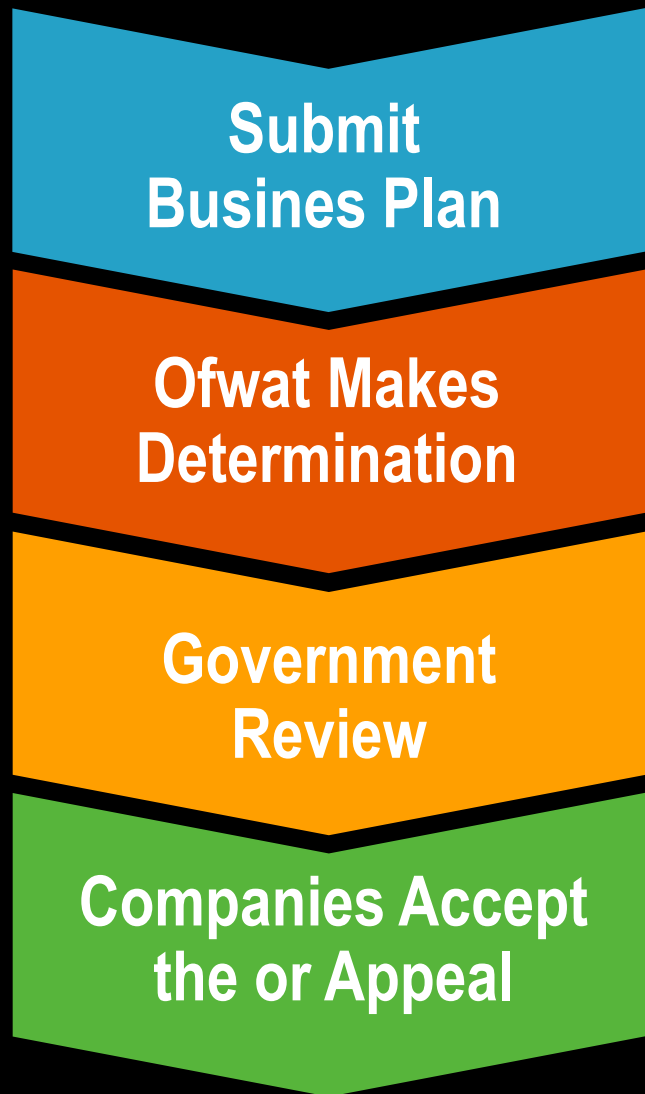 Submit
Busines Plan
Ofwat Makes
Determination
Government
Review
Companies Accept
the or Appeal